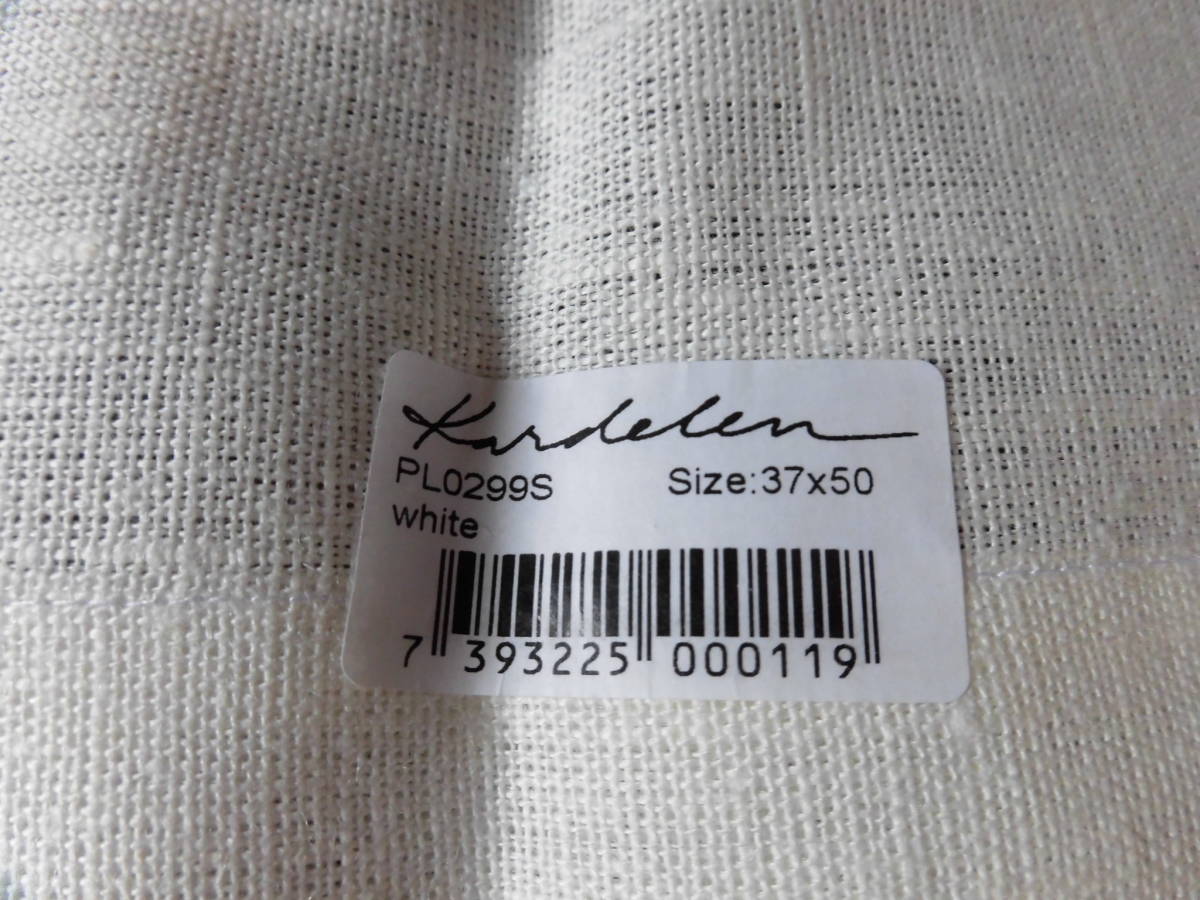 Kardelen
PL0299S Size:37x50
white
7 393225 000119